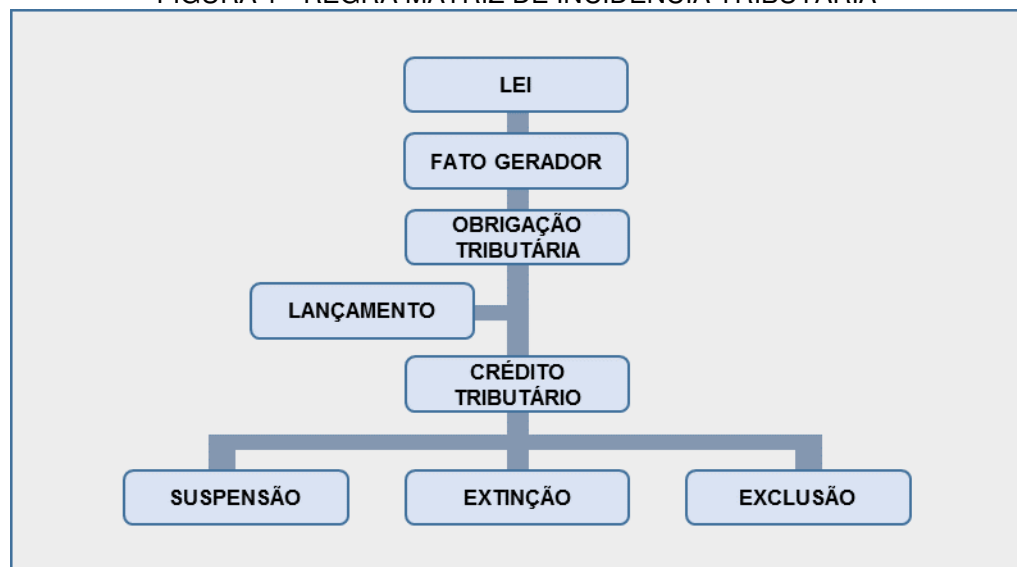 LEI
FATO GERADOR
OBRIGAÇÃO
TRIBUTÁRIA
LANÇAMENTO
CRÉDITO
TRIBUTÁRIO
SUSPENSÃO
EXTINÇÃO
EXCLUSÃO